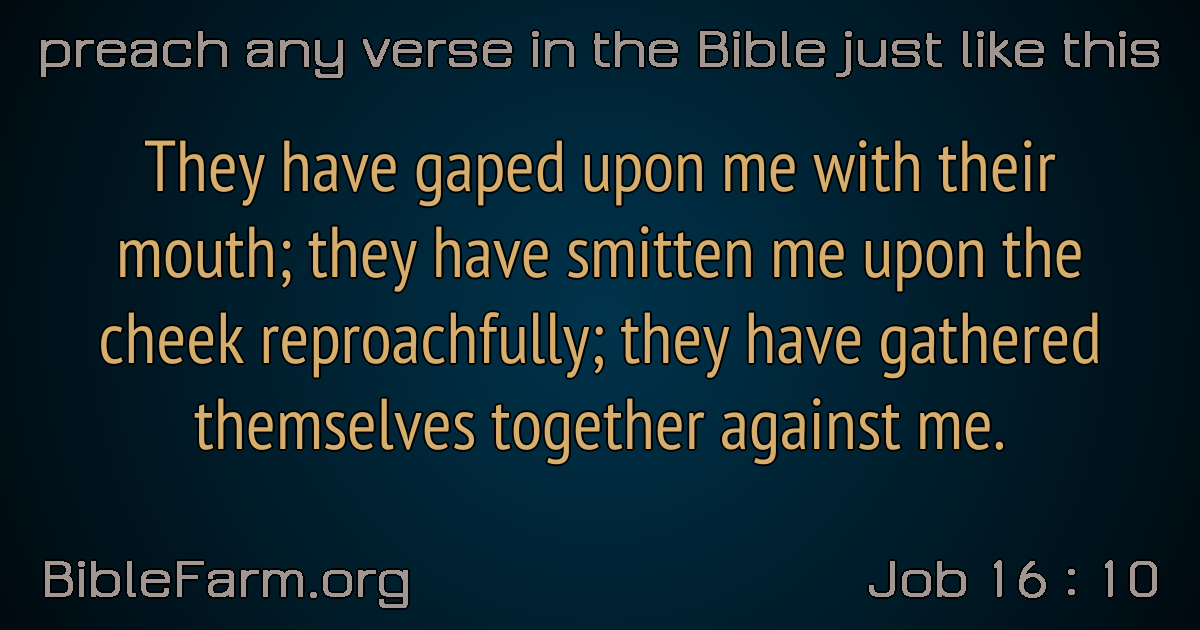 preach any verse in the Bible just like this
They have gaped upon me with their
mouth; they have smitten me upon the
cheek reproachfully; they have gathered
themselves together against me.
BibleFarm.org
Job 16 : 10